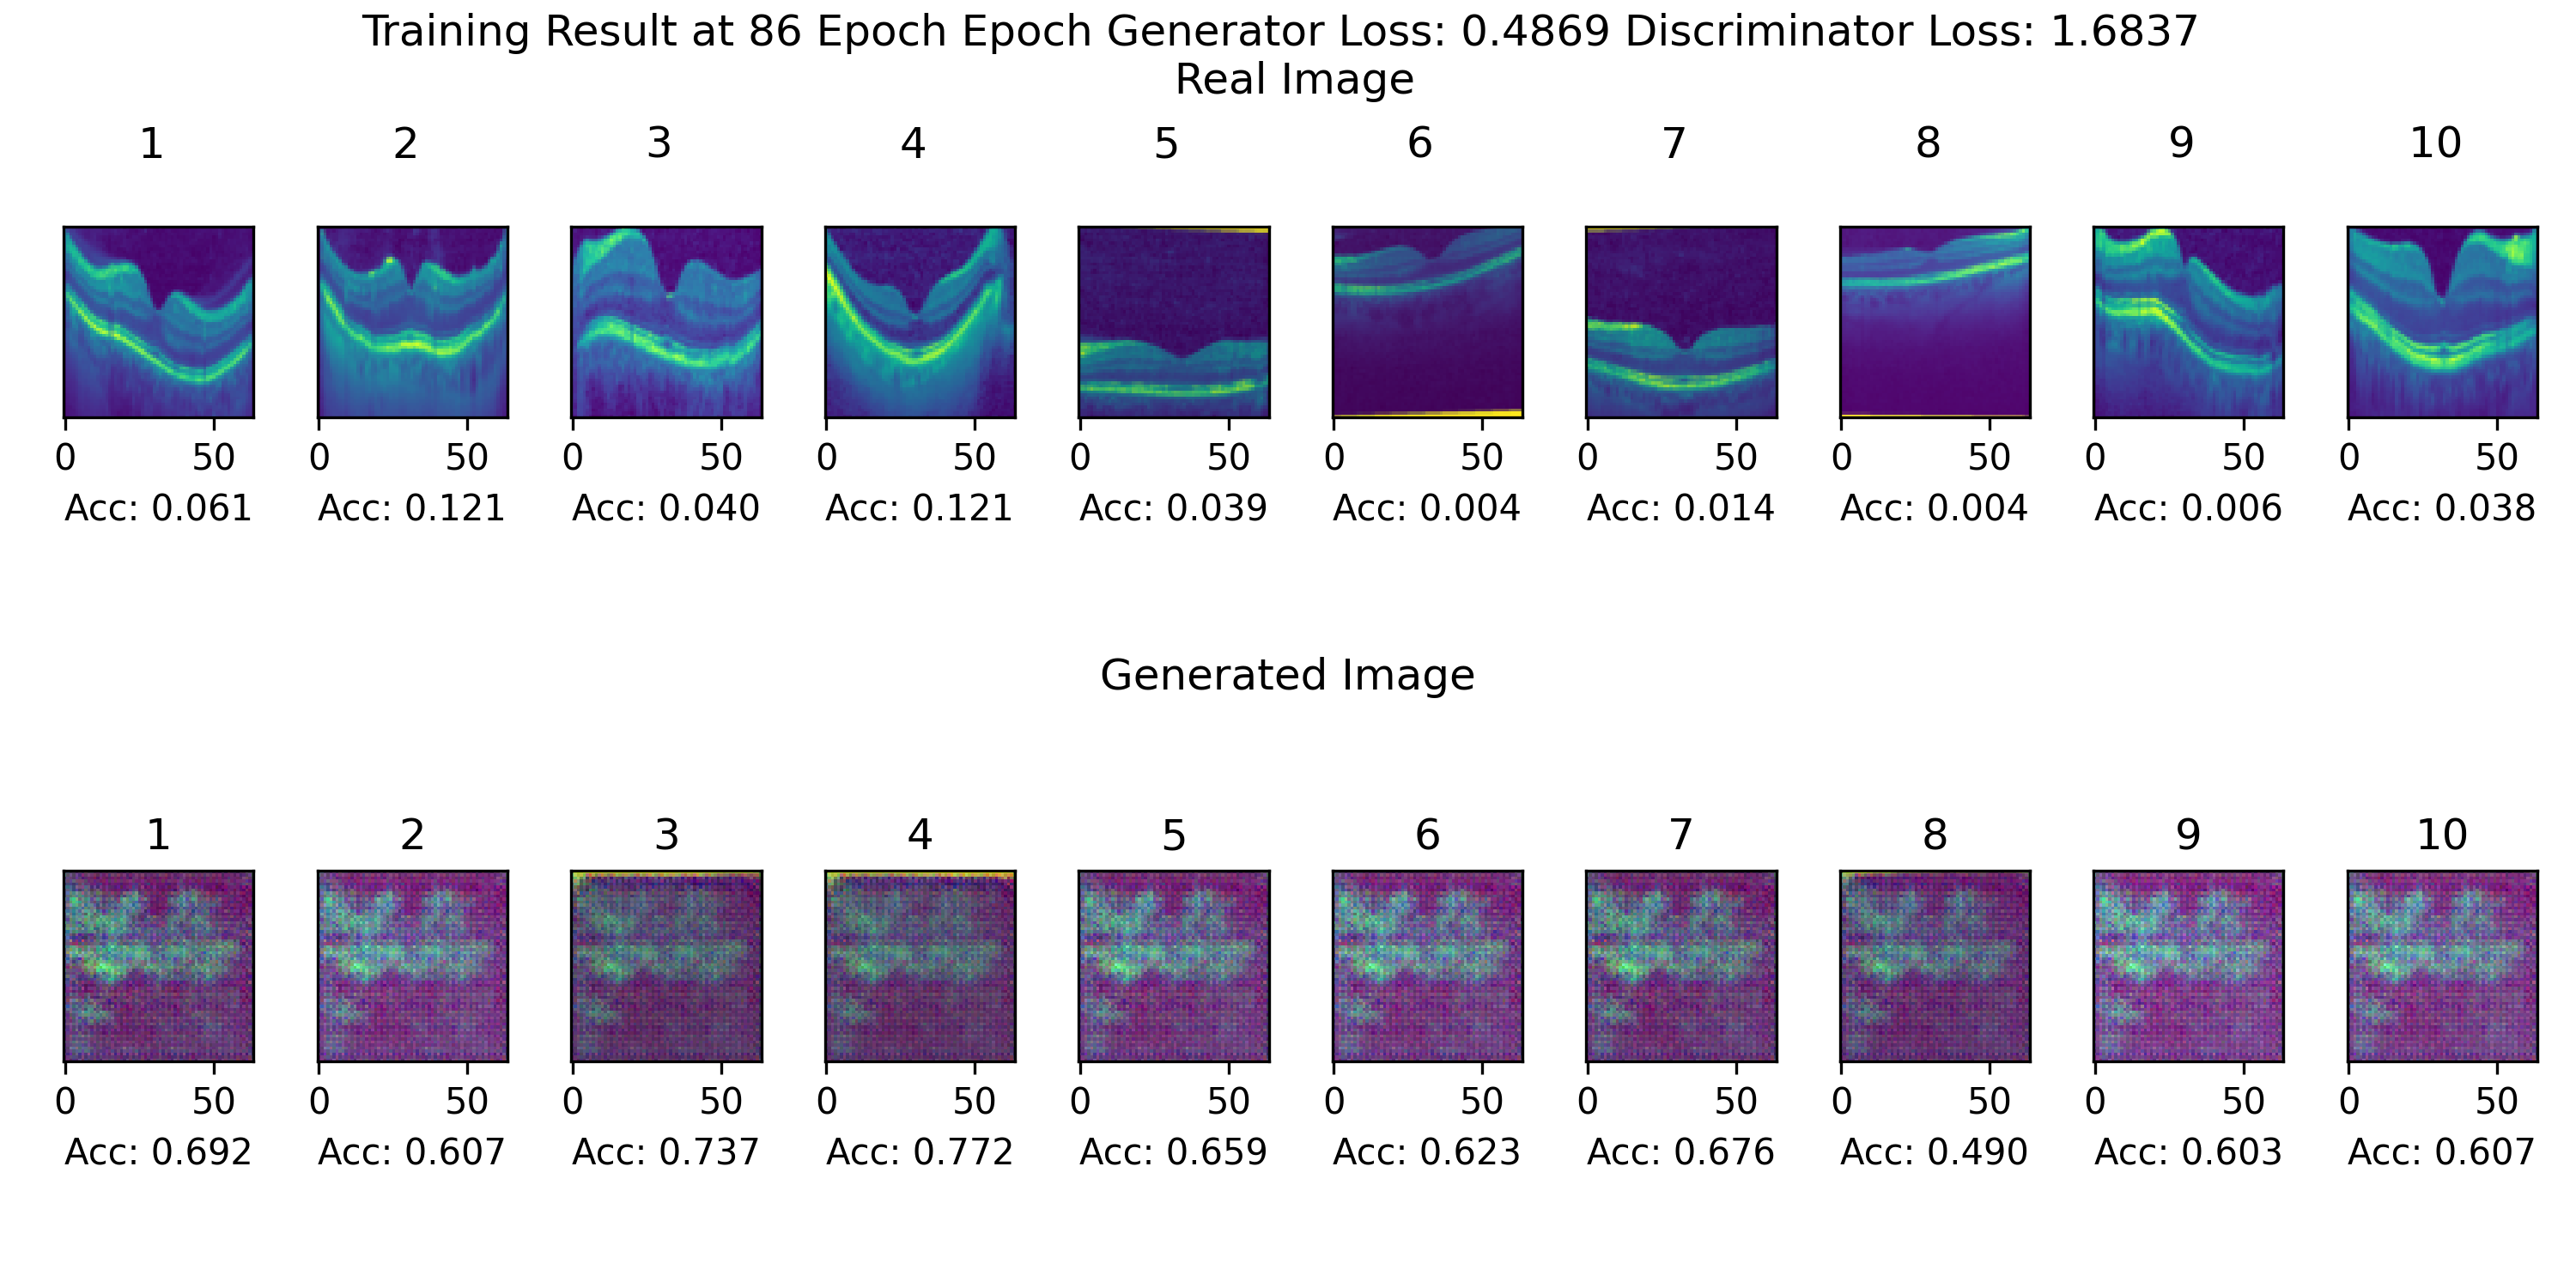 Training Result at 86 Epoch Epoch Generator Loss: 0.4869 Discriminator Loss: 1.6837
Real Image
1 2 3 4 5 6 7 8 9 10
0 50 0 50 0 50 0 50 0 50 0 50 0 50 0 50 0 50 0 50
Acc: 0.061 Acc: 0.121 Acc: 0.040 Acc: 0.121 Acc: 0.039 Acc: 0.004 Acc: 0.014 Acc: 0.004 Acc: 0.006 Acc: 0.038
Generated Image
1 2 3 4 5 6 7 8 9 10
0 50 0 50 0 50 0 50 0 50 0 50 0 50 0 50 0 50 0 50
Acc: 0.692 Acc: 0.607 Acc: 0.737 Acc: 0.772 Acc: 0.659 Acc: 0.623 Acc: 0.676 Acc: 0.490 Acc: 0.603 Acc: 0.607